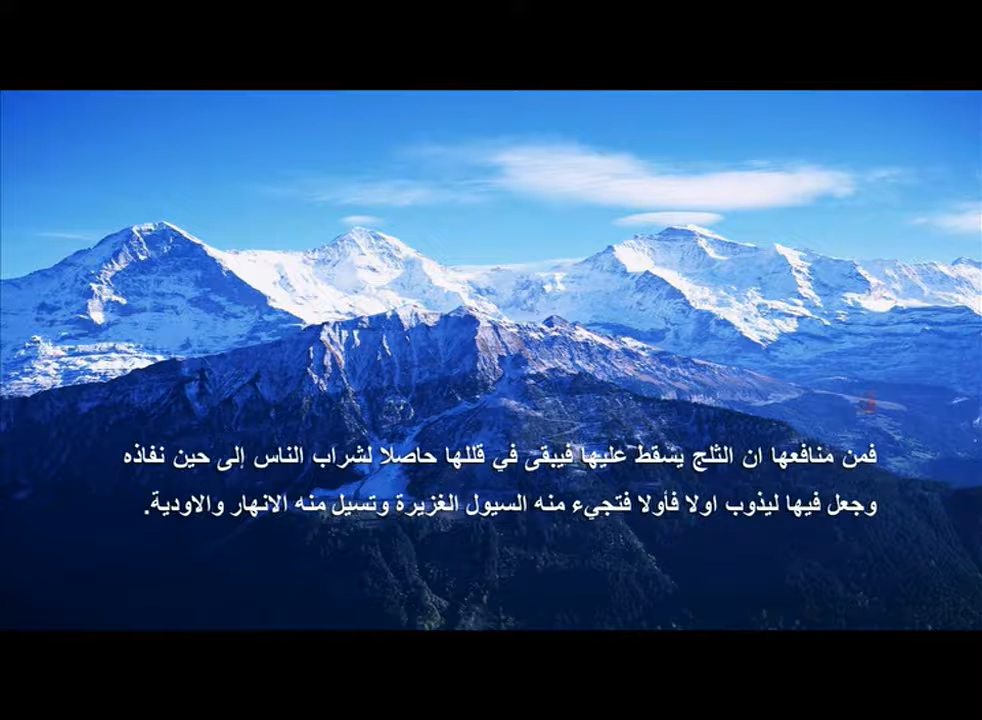 فمن منافعها ان الثلج يسقط عليها فيبقى في قللها حاصلا لشراب الناس إلى حين نفاذه
وجعل فيها ليذوب اولا فأولا فتجيء منه السيول الغزيرة وتسيل منه الانهار والاودية.